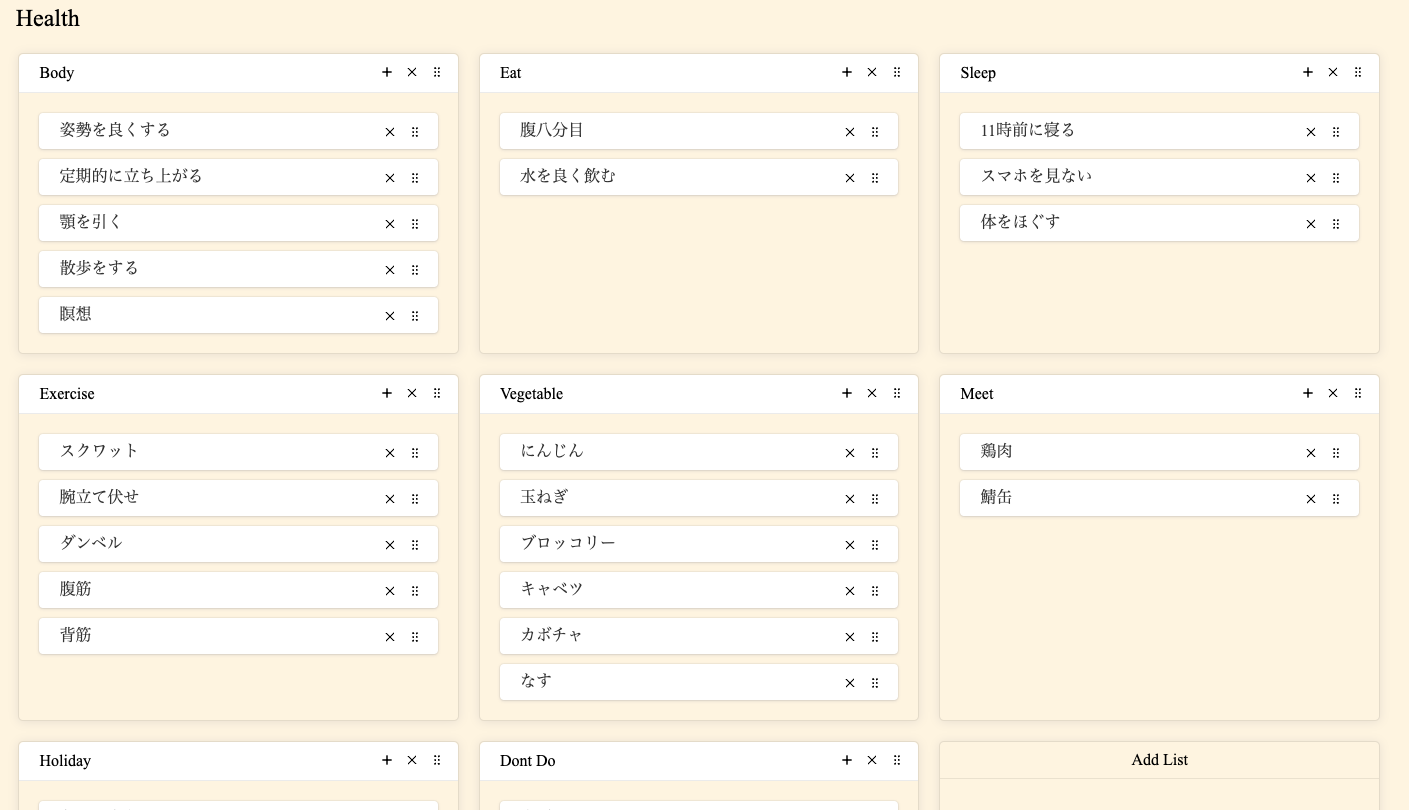 Health
Body
姿勢を良くする
定期的に立ち上がる
顎を引く
散歩をする
瞑想
Eat
腹八分目
水を良く飲む
Sleep
11時前に寝る
スマホを見ない
体をほぐす
Exercise
スクワット
腕立て伏せ
ダンベル
腹筋
背筋
Vegetable
にんじん
玉ねぎ
ブロッコリー
キャベツ
カボチャ
なす
Meet
鶏肉
鯖缶
Holiday
Dont Do
Add List